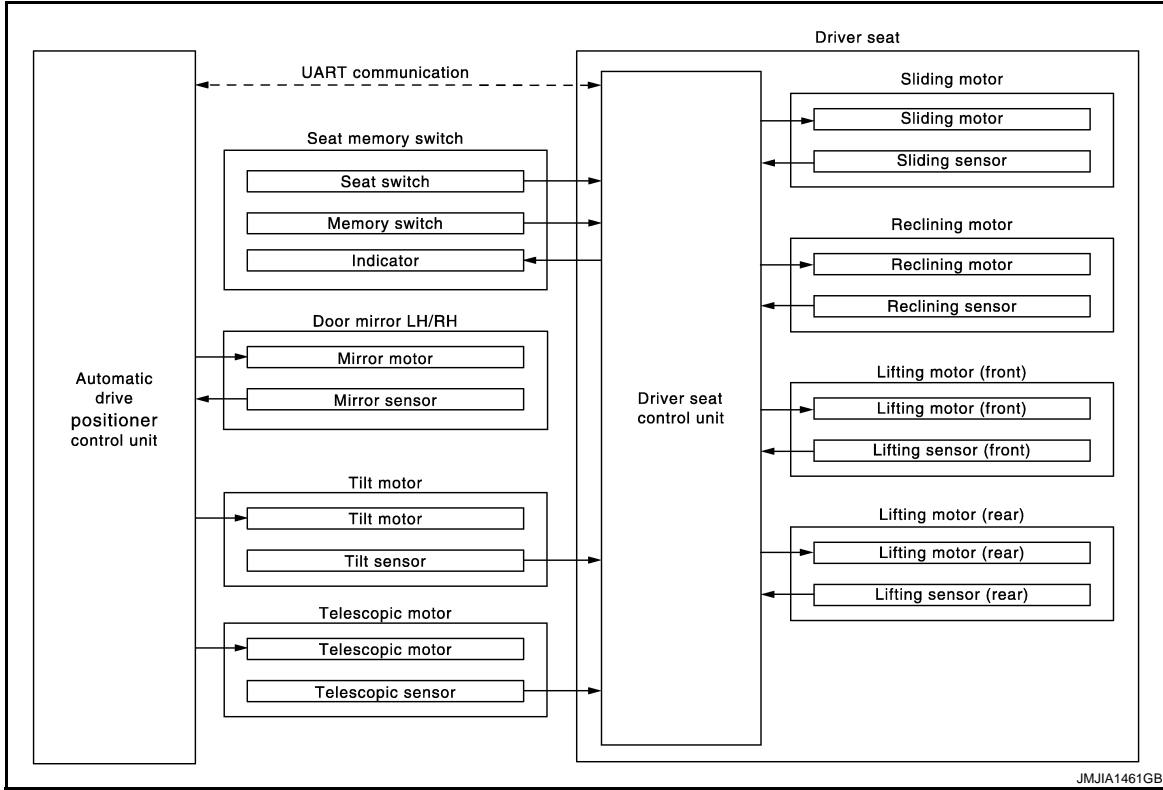 Driver seat
UART communication
Sliding motor
Sliding motor
Sliding sensor
Seat memory switch
Seat switch
Memory switch
Indicator
Reclining motor
Reclining motor
Reclining sensor
Door mirror LH/RH
Mirror motor
Mirror sensor
Automatic
drive
positioner
control unit
Driver seat
control unit
Lifting motor (front)
Lifting motor (front)
Lifting sensor (front)
Tilt motor
Tilt motor
Tilt sensor
Lifting motor (rear)
Lifting motor (rear)
Lifting sensor (rear)
Telescopic motor
Telescopic motor
Telescopic sensor
JMJIA1461GB